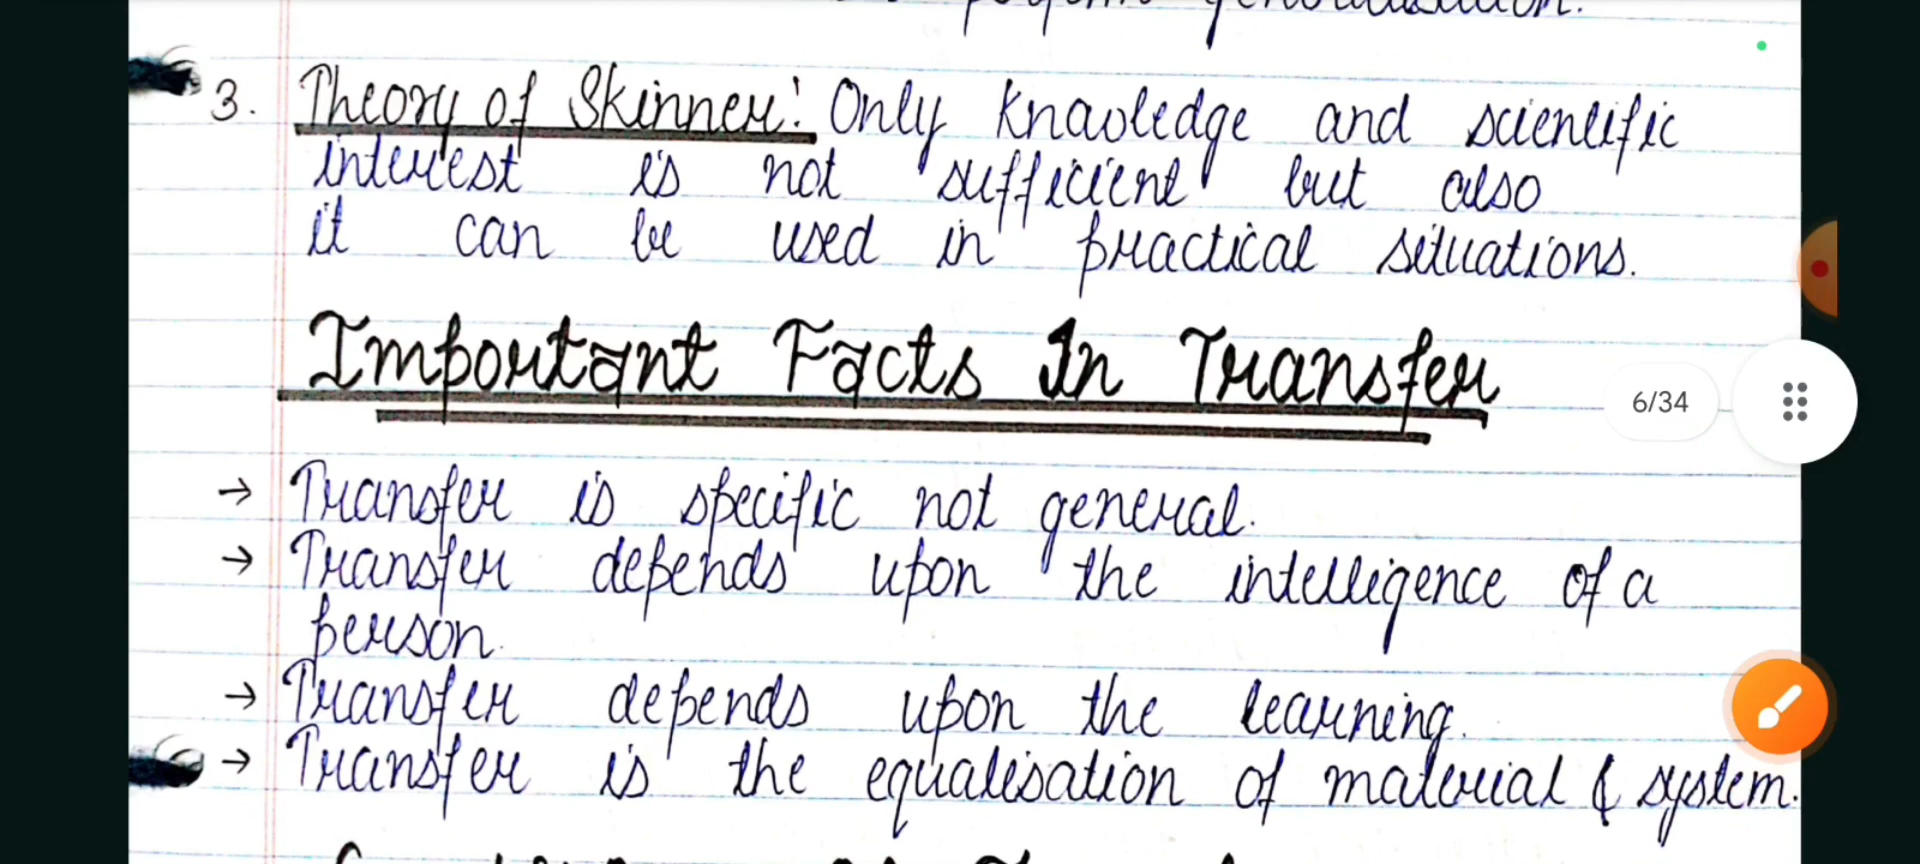 3. Theory of Skinner: Only knowledge and scientific
interest is not sufficient but also
it can be used in practical situations.
Important Facts In Transfer
6/34
→ Transfer is specific not general.
→ Transfer depends upon the intelligence of a
person.
→ Transfer depends upon the learning.
→ Transfer is the equalisation of material & system.